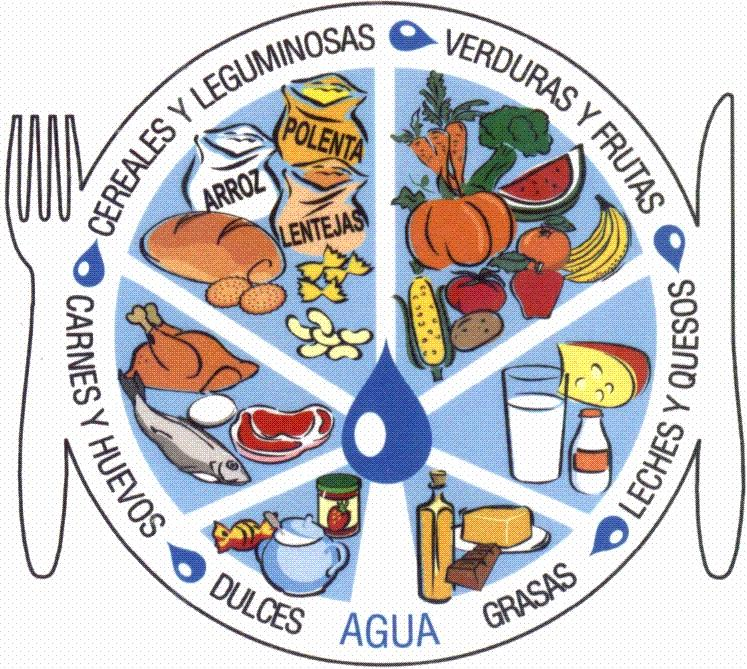 CEREALES Y LEGUMINOSAS
VERDURAS Y FRUTAS
POLENTA
ARROZ
LENTEJAS
CARNES Y HUEVOS
LECHES Y QUESOS
DULCES
AGUA
GRASAS